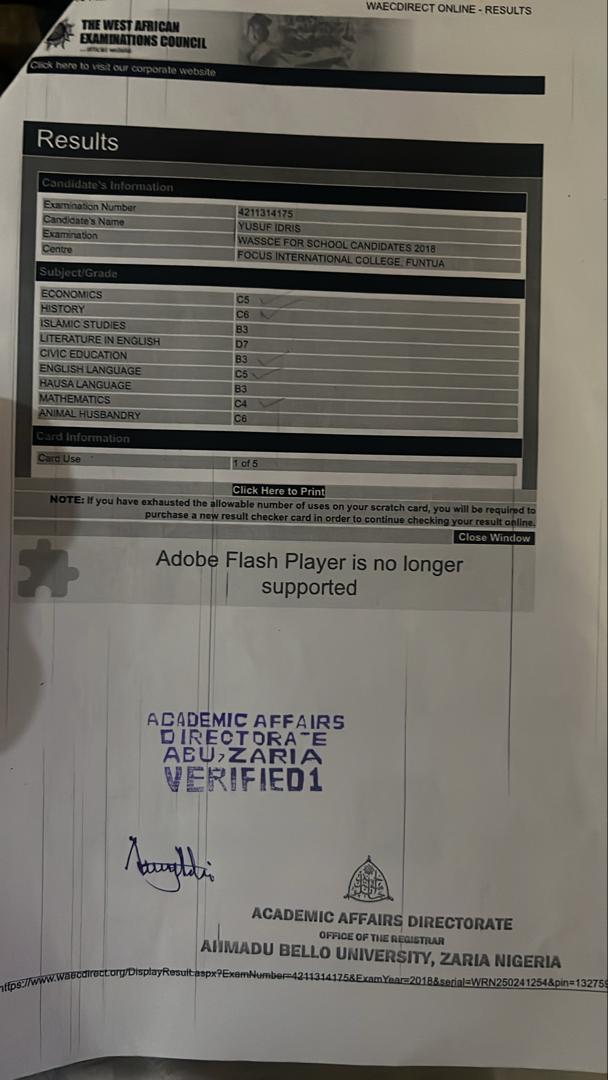 WAECDIRECT ONLINE - RESULTS
THE WEST AFRICAN
EXAMINATIONS COUNCIL
Click here to visit our corporate website
Results
Candidate's Information
Examination Number 4211314175
Candidate's Name YUSUF IDRIS
Examination WASSCE FOR SCHOOL CANDIDATES 2018
Centre FOCUS INTERNATIONAL COLLEGE, FUNTUA
Subject/Grade
ECONOMICS C5
HISTORY C6
ISLAMIC STUDIES B3
LITERATURE IN ENGLISH D7
CIVIC EDUCATION B3
ENGLISH LANGUAGE C5
HAUSA LANGUAGE B3
MATHEMATICS C4
ANIMAL HUSBANDRY C6
Card Information
Card Use 1 of 5
Click Here to Print
NOTE: If you have exhausted the allowable number of uses on your scratch card, you will be required to
purchase a new result checker card in order to continue checking your result online.
Close Window
Adobe Flash Player is no longer
supported
ACADEMIC AFFAIRS
DIRECTORATE
ABU, ZARIA
VERIFIED1
ACADEMIC AFFAIRS DIRECTORATE
OFFICE OF THE REGISTRAR
AHMADU BELLO UNIVERSITY, ZARIA NIGERIA
https://www.waecdirect.org/DisplayResult.aspx?ExamNumber=4211314175&ExamYear=2018&serial=WRN250241254&pin=132759